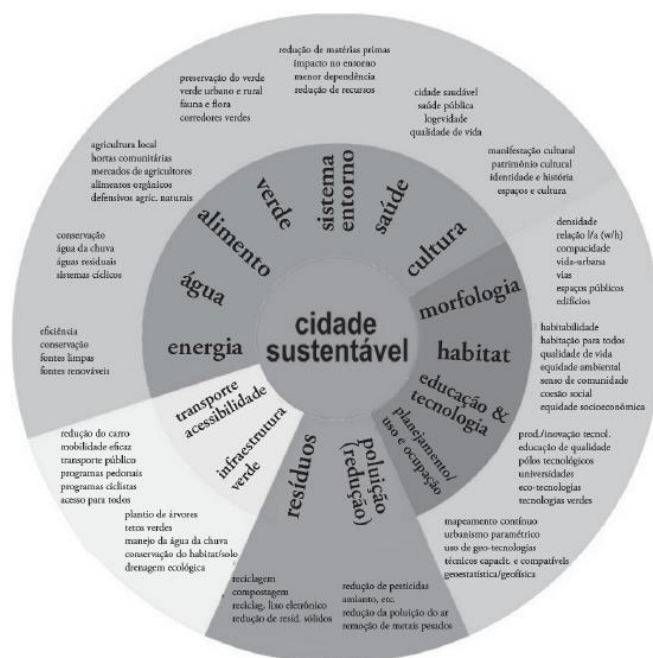 redução de matérias primas
impacto no entorno
menor dependência
redução de recursos
preservação do verde
verde urbano e rural
fauna e flora
corredores verdes
cidade saudável
saúde pública
logevidade
qualidade de vida
agricultura local
hortas comunitárias
mercados de agricultores
alimentos orgânicos
defensivos agric. naturais
manifestação cultural
patrimônio cultural
identidade e história
espaços e cultura
conservação
água da chuva
águas residuais
sistemas cíclicos
densidade
relação l/a (w/h)
compacidade
vida-urbana
vias
espaços públicos
edifícios
eficiência
conservação
fontes limpas
fontes renováveis
habitabilidade
habitação para todos
qualidade de vida
equidade ambiental
senso de comunidade
coesão social
equidade socioeconômica
redução do carro
mobilidade eficaz
transporte público
programas pedonais
programas ciclistas
acesso para todos
prod./inovação tecnol.
educação de qualidade
pólos tecnológicos
universidades
eco-tecnologias
tecnologias verdes
plantio de árvores
tetos verdes
manejo da água da chuva
conservação do habitat/solo
drenagem ecológica
mapeamento contínuo
urbanismo paramétrico
uso de geo-tecnologias
técnicos capacit. e compatíveis
geoestatística/geofísica
reciclagem
compostagem
reciclag. lixo eletrônico
redução de resíd. sólidos
redução de pesticidas
amianto, etc.
redução da poluição do ar
remoção de metais pesados
energia
água
alimento
verde
sistema
entorno
saúde
cultura
morfologia
habitat
educação &
tecnologia
planejamento/
uso e ocupação
poluição
(redução)
resíduos
infraestrutura
verde
transporte
acessibilidade
cidade
sustentável